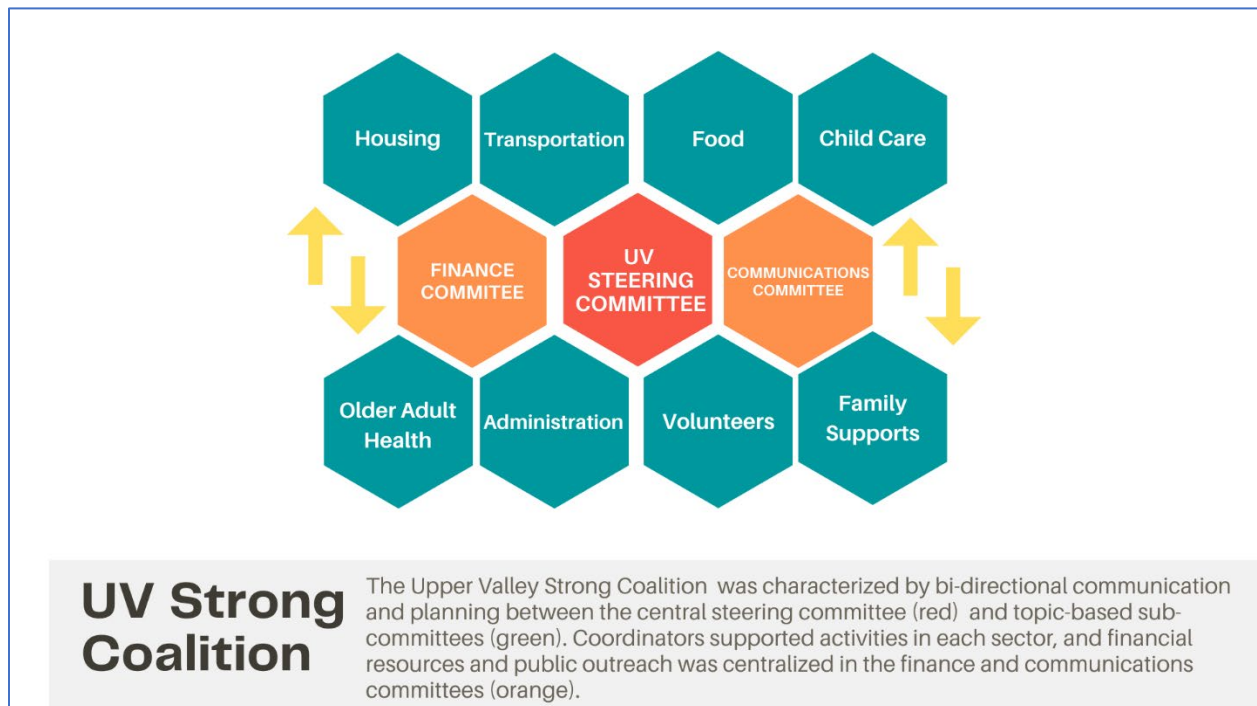 Housing
Transportation
Food
Child Care
FINANCE
COMMITEE
UV
STEERING
COMMITTEE
COMMUNICATIONS
COMMITTEE
Older Adult
Health
Administration
Volunteers
Family
Supports
UV Strong
Coalition
The Upper Valley Strong Coalition was characterized by bi-directional communication
and planning between the central steering committee (red) and topic-based sub-
committees (green). Coordinators supported activities in each sector, and financial
resources and public outreach was centralized in the finance and communications
committees (orange).